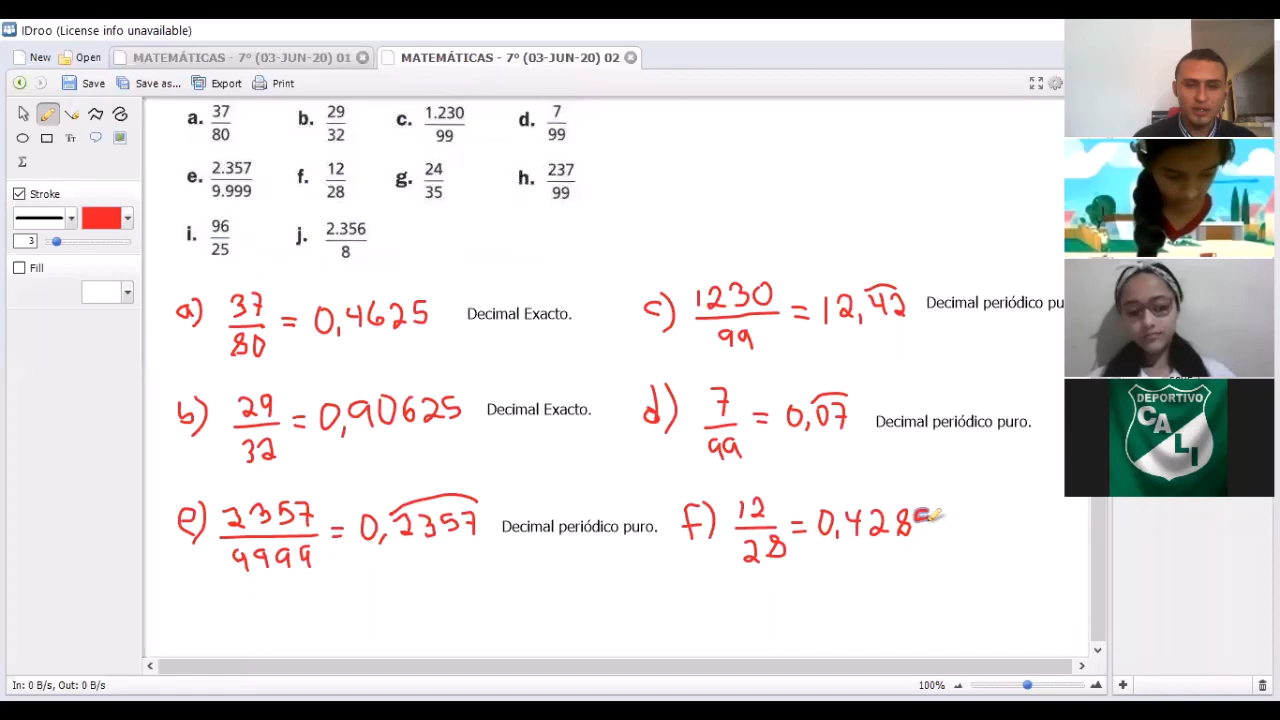 IDroo (License info unavailable)
New Open MATEMÁTICAS - 7º (03-JUN-20) 01 MATEMÁTICAS - 7º (03-JUN-20) 02
Save Save as... Export Print
Stroke
3
Fill
a. 37/80 b. 29/32 c. 1.230/99 d. 7/99
e. 2.357/9.999 f. 12/28 g. 24/35 h. 237/99
i. 96/25 j. 2.356/8
a) 37/80 = 0,4625 Decimal Exacto. c) 1230/99 = 12,42 Decimal periódico pu
b) 29/32 = 0,90625 Decimal Exacto. d) 7/99 = 0,07 Decimal periódico puro.
e) 2357/9999 = 0,2357 Decimal periódico puro. f) 12/28 = 0,428
DEPORTIVO
CALI
In: 0 B/s, Out: 0 B/s 100%